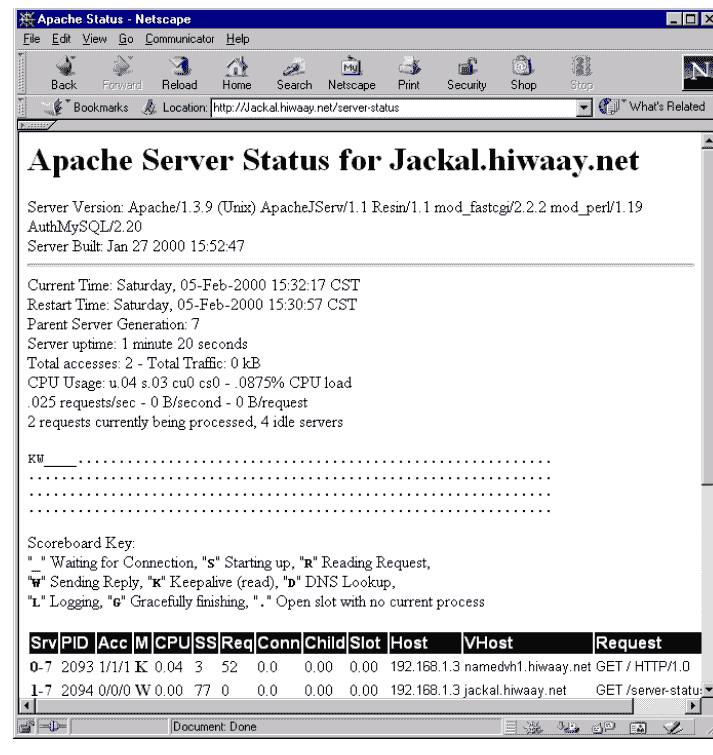 Apache Status - Netscape
File Edit View Go Communicator Help
Back Forward Reload Home Search Netscape Print Security Shop Stop
My
N
Bookmarks Location: http://Jackal.hiwaay.net/server-status What's Related
Apache Server Status for Jackal.hiwaay.net
Server Version: Apache/1.3.9 (Unix) ApacheJServ/1.1 Resin/1.1 mod_fastcgi/2.2.2 mod_perl/1.19
AuthMySQL/2.20
Server Built: Jan 27 2000 15:52:47
Current Time: Saturday, 05-Feb-2000 15:32:17 CST
Restart Time: Saturday, 05-Feb-2000 15:30:57 CST
Parent Server Generation: 7
Server uptime: 1 minute 20 seconds
Total accesses: 2 - Total Traffic: 0 kB
CPU Usage: u.04 s.03 cu0 cs0 - .0875% CPU load
.025 requests/sec - 0 B/second - 0 B/request
2 requests currently being processed, 4 idle servers
KW____..........................................................
................................................................
................................................................
................................................................
Scoreboard Key:
"_" Waiting for Connection, "S" Starting up, "R" Reading Request,
"W" Sending Reply, "K" Keepalive (read), "D" DNS Lookup,
"L" Logging, "G" Gracefully finishing, "." Open slot with no current process
Srv PID Acc M CPU SS Req Conn Child Slot Host VHost Request
0-7 2093 1/1/1 K 0.04 3 52 0.0 0.00 0.00 192.168.1.3 namedvh1.hiwaay.net GET / HTTP/1.0
1-7 2094 0/0/0 W 0.00 77 0 0.0 0.00 0.00 192.168.1.3 jackal.hiwaay.net GET /server-statu
Document: Done